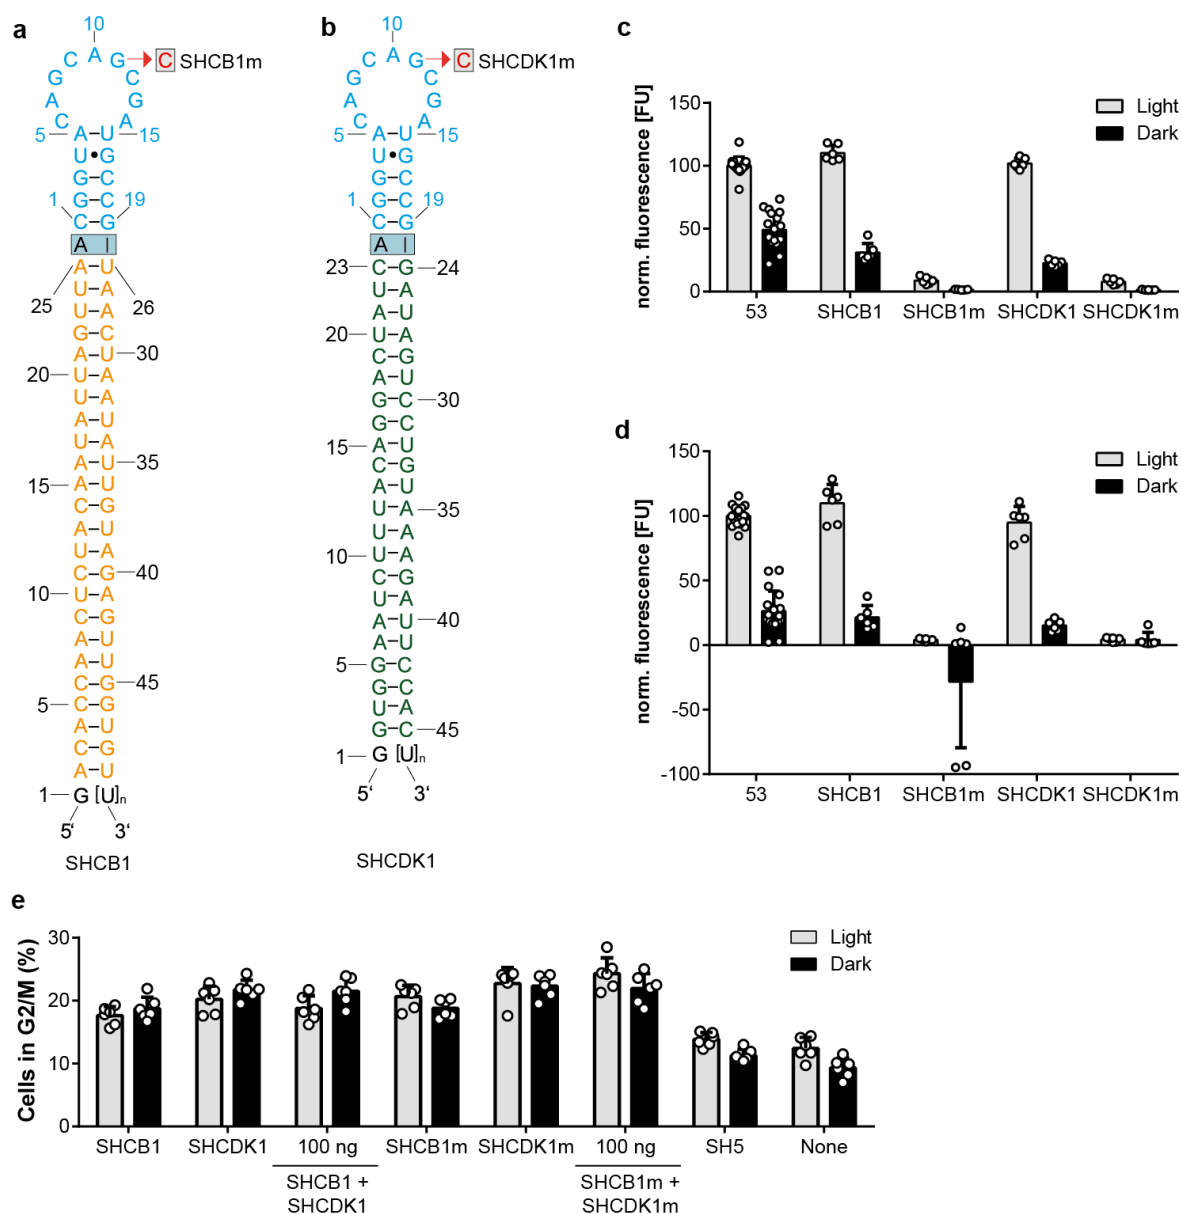 a
10
A
C G C SHCB1m
G C
A G
C A
5 A U 15
U G
G C
G C
1 C G 19
A I
A U
25 U A 26
U A
G C
A U 30
20 U A
U A
A U
U A
A U 35
15 A U
C G
A U
U A
C G 40
10 U A
C G
A U
A U
C G 45
5 C G
A U
C G
A U
1 G [U]n
5‘ 3‘
SHCB1
b
10
A
C G C SHCDK1m
G C
A G
C A
5 A U 15
U G
G C
G C
1 C G 19
A I
23 C G 24
U A
A U
20 U A
C G
A U
G C 30
G C
15 A U
C G
A U
U A 35
U A
10 U A
C G
U A
A U 40
A U
5 G C
G C
U A
G C 45
1 G [U]n
5‘ 3‘
SHCDK1
c
norm. fluorescence [FU]
150
100
50
0
Light
Dark
53 SHCB1 SHCB1m SHCDK1 SHCDK1m
d
norm. fluorescence [FU]
150
100
50
0
-50
-100
Light
Dark
53 SHCB1 SHCB1m SHCDK1 SHCDK1m
e
Cells in G2/M (%)
30
20
10
0
Light
Dark
SHCB1 SHCDK1 100 ng SHCB1m SHCDK1m 100 ng SH5 None
SHCB1 + SHCB1m +
SHCDK1 SHCDK1m